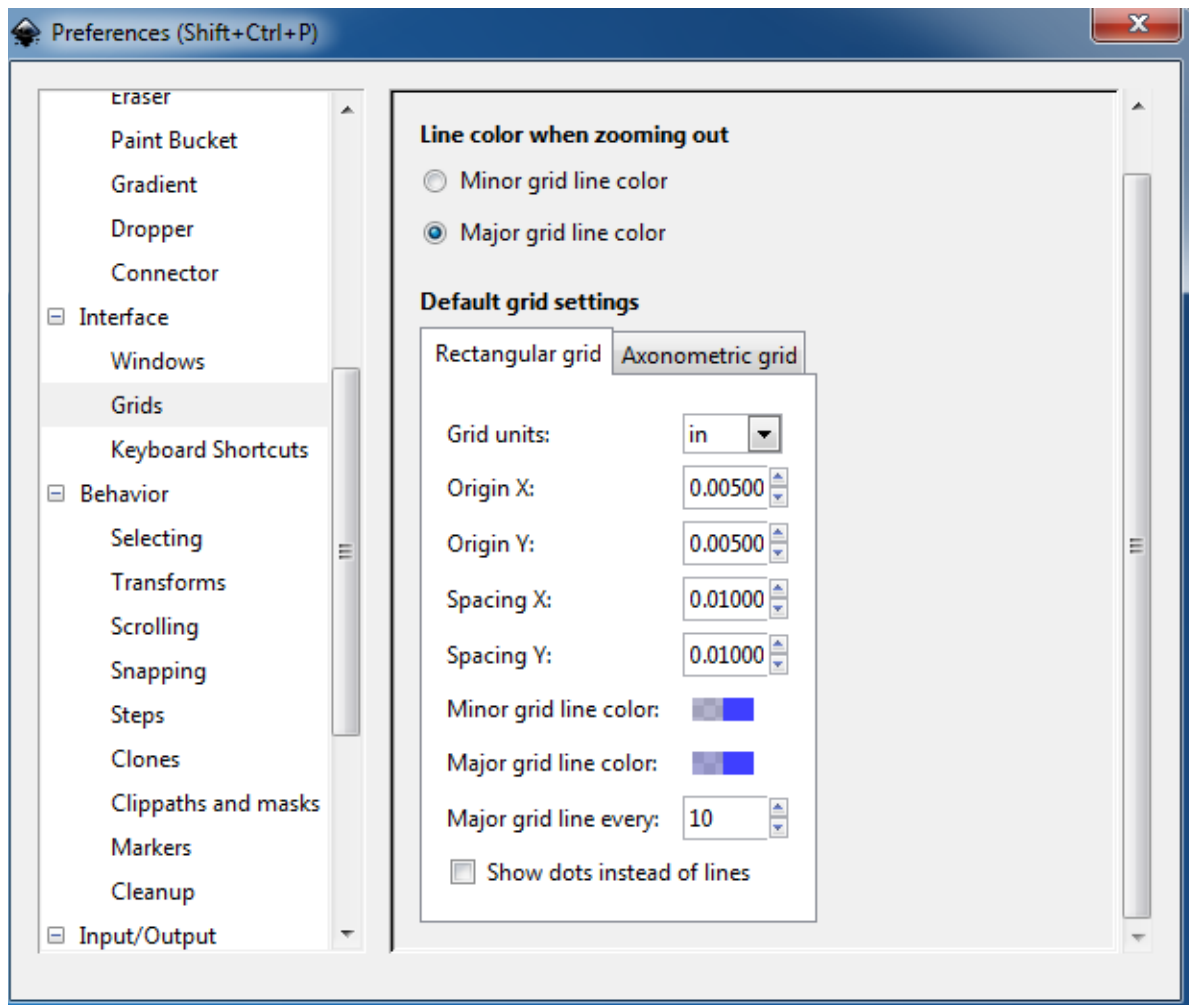 Preferences (Shift+Ctrl+P)
Eraser
Paint Bucket
Gradient
Dropper
Connector
Interface
Windows
Grids
Keyboard Shortcuts
Behavior
Selecting
Transforms
Scrolling
Snapping
Steps
Clones
Clippaths and masks
Markers
Cleanup
Input/Output
Line color when zooming out
Minor grid line color
Major grid line color
Default grid settings
Rectangular grid Axonometric grid
Grid units: in
Origin X: 0.00500
Origin Y: 0.00500
Spacing X: 0.01000
Spacing Y: 0.01000
Minor grid line color:
Major grid line color:
Major grid line every: 10
Show dots instead of lines